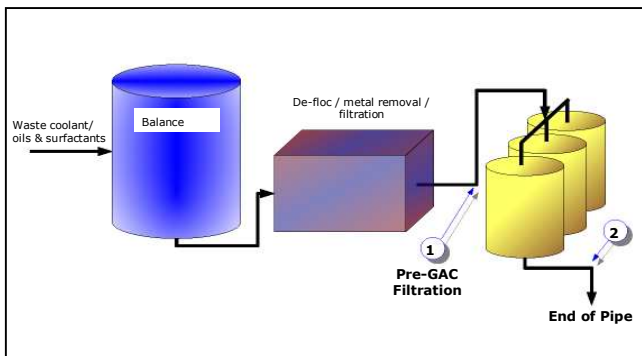 Waste coolant/
oils & surfactants
Balance
De-floc / metal removal /
filtration
1
Pre-GAC
Filtration
2
End of Pipe